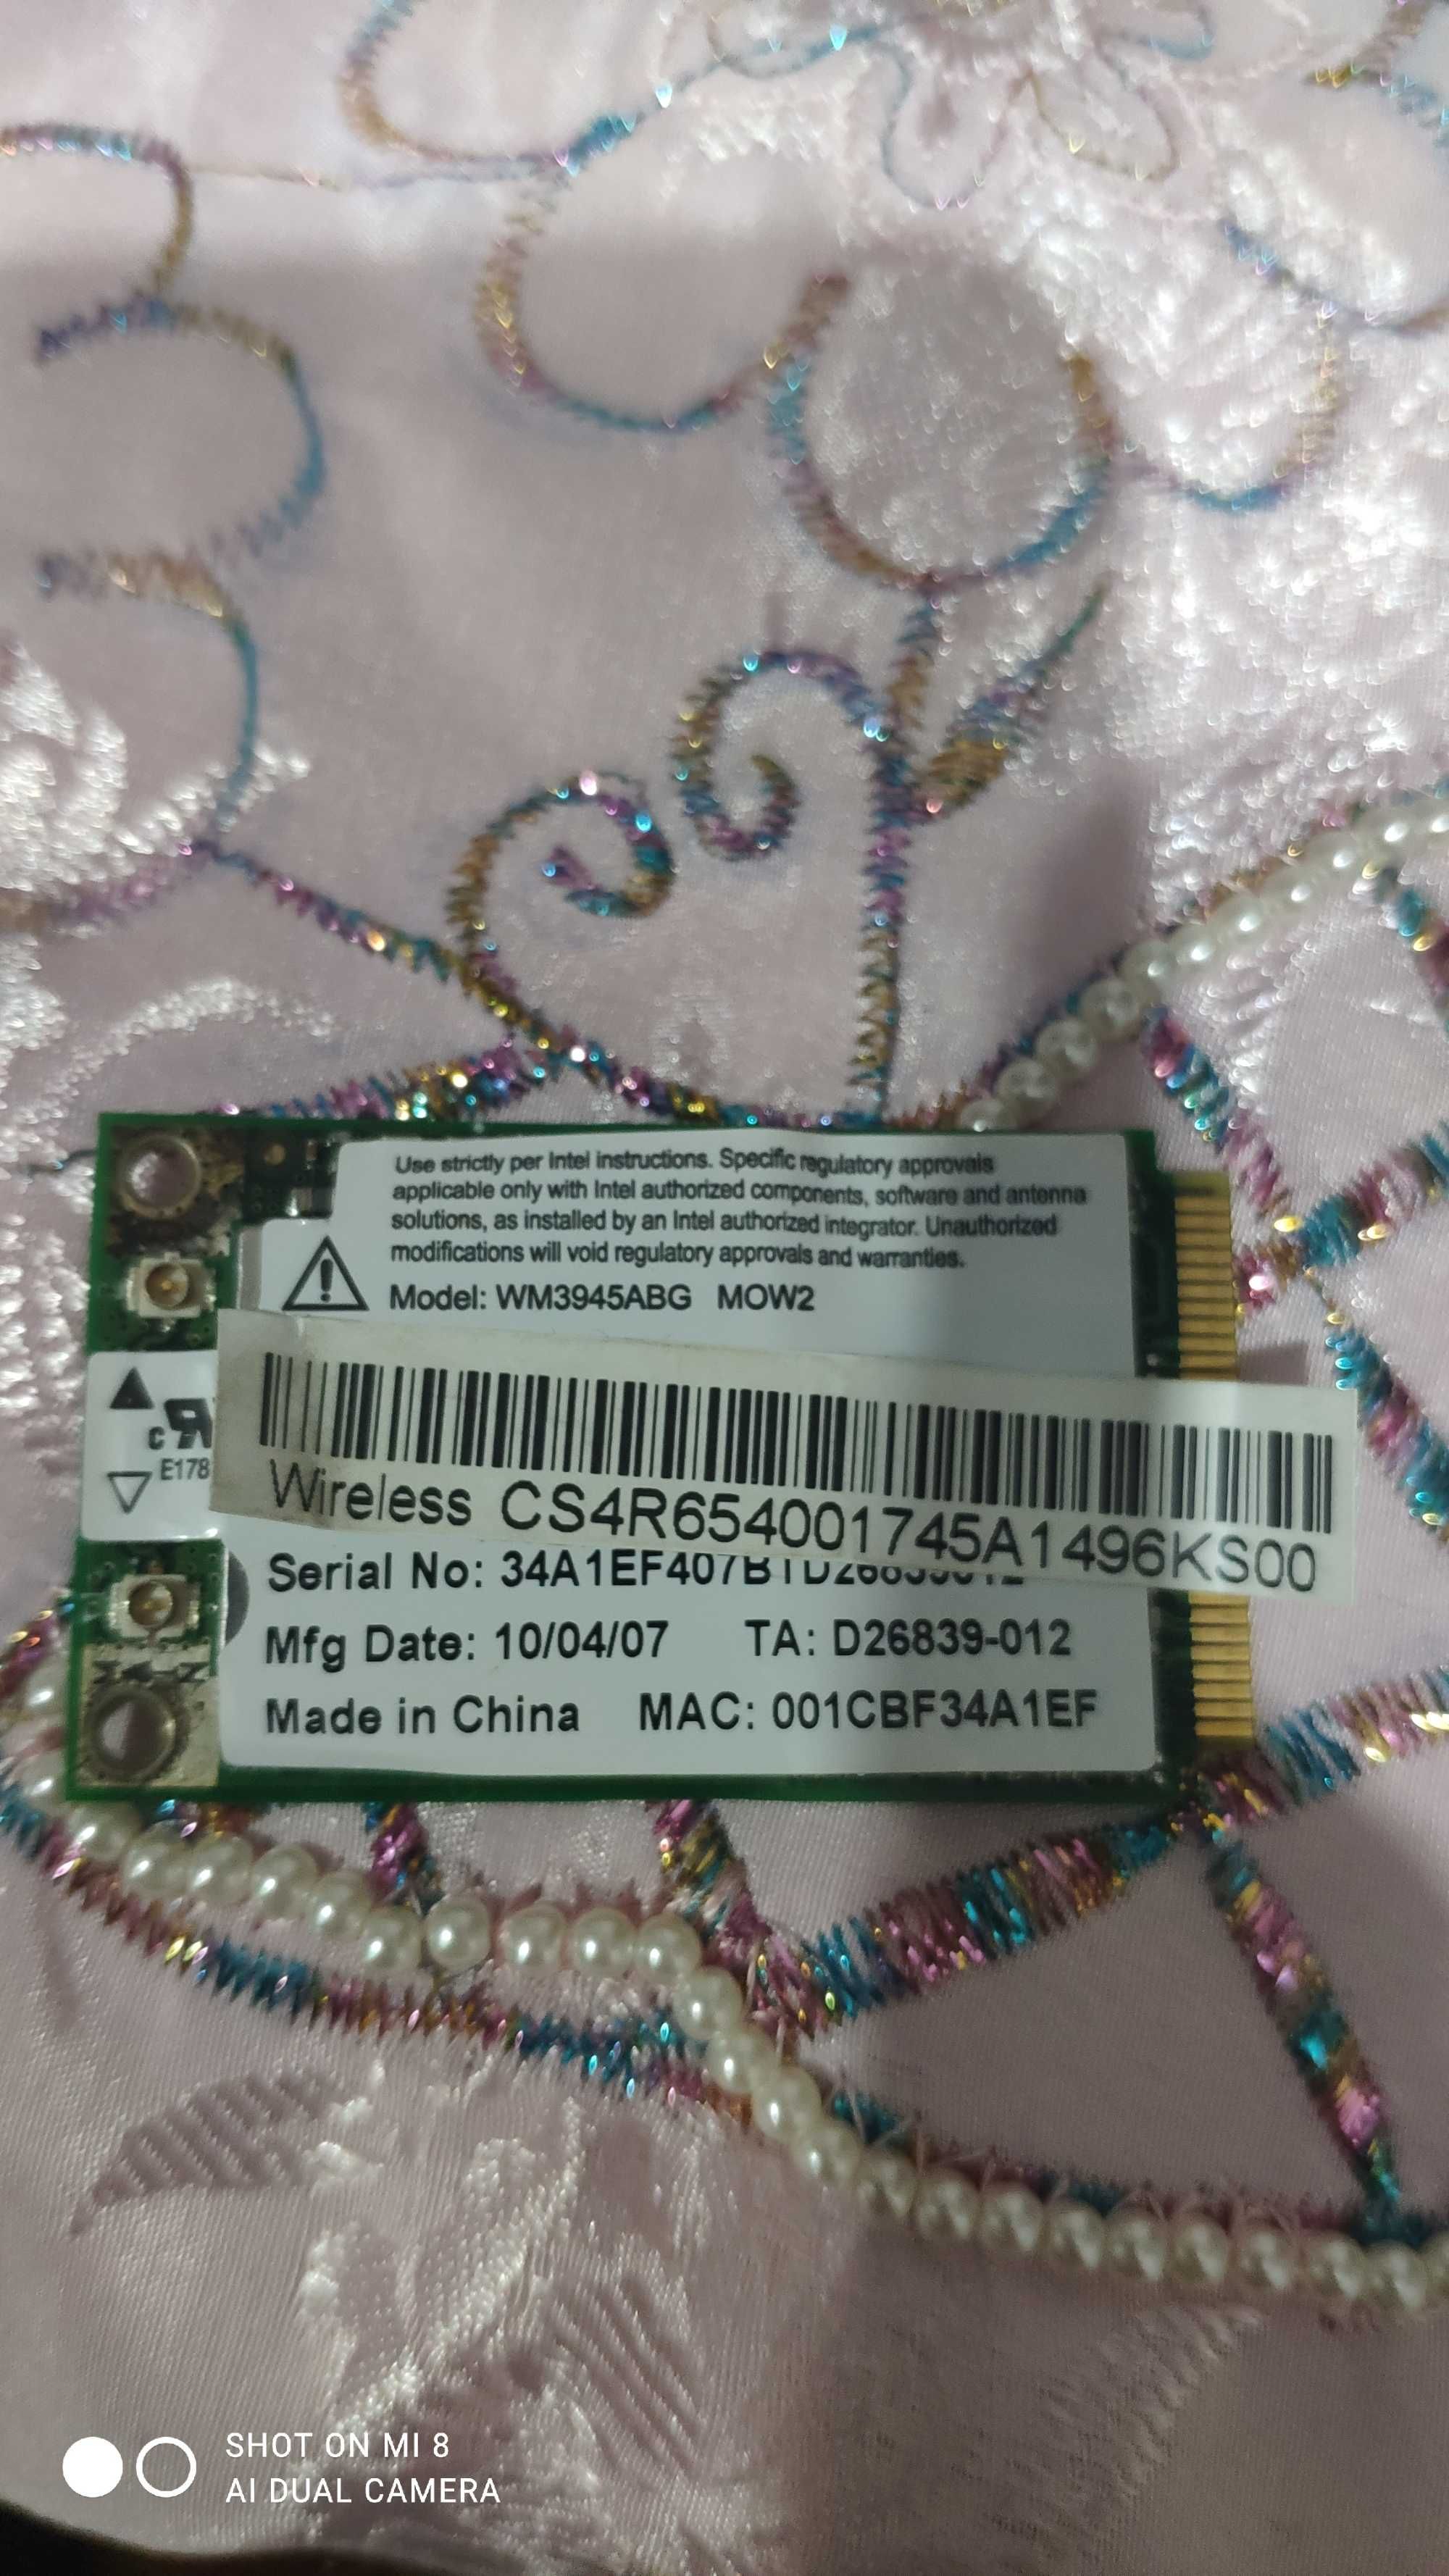 Use strictly per Intel instructions. Specific regulatory approvals
applicable only with Intel authorized components, software and antenna
solutions, as installed by an Intel authorized integrator. Unauthorized
modifications will void regulatory approvals and warranties.
Model: WM3945ABG MOW2
c
E178
Wireless CS4R654001745A1496KS00
Serial No:
Mfg Date: 10/04/07 TA: D26839-012
Made in China MAC: 001CBF34A1EF
SHOT ON MI 8
AI DUAL CAMERA